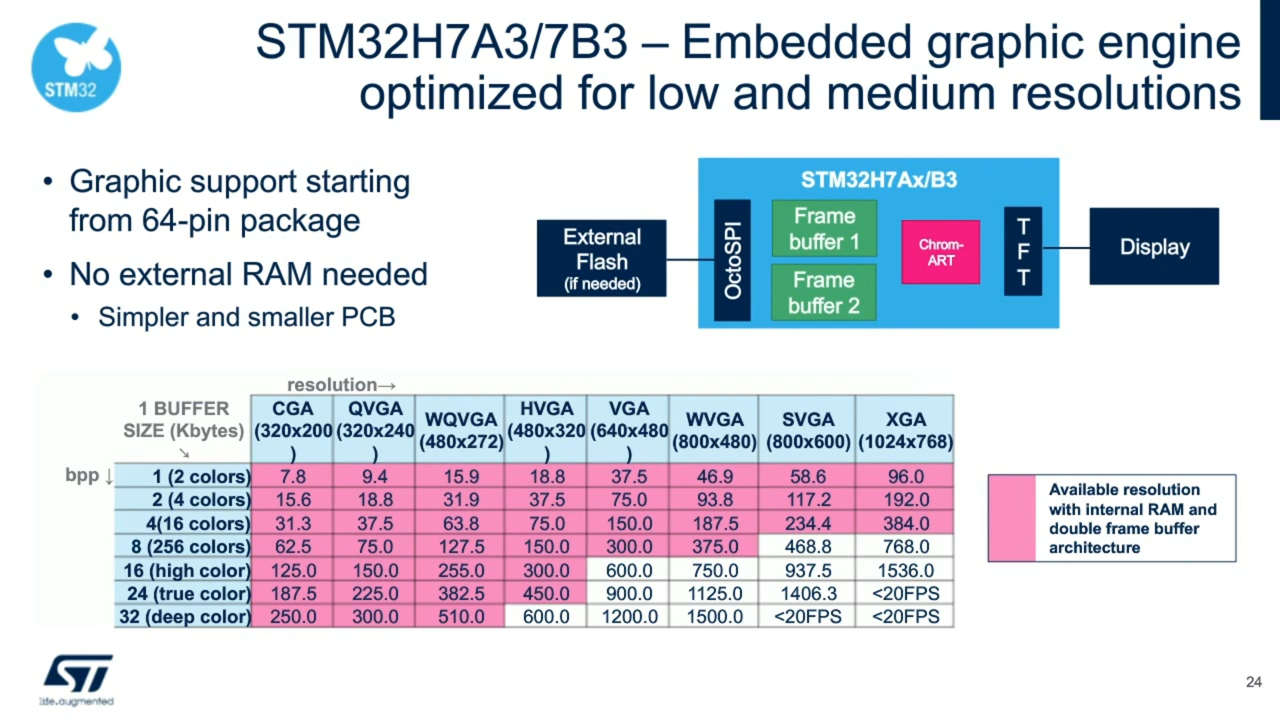 STM32
STM32H7A3/7B3 – Embedded graphic engine
optimized for low and medium resolutions
• Graphic support starting
from 64-pin package
• No external RAM needed
• Simpler and smaller PCB
STM32H7Ax/B3
External
Flash
(if needed)
OctoSPI
Frame
buffer 1
Frame
buffer 2
Chrom-
ART
TFT
Display
resolution→
1 BUFFER
SIZE (Kbytes)
↘
bpp ↓
CGA
(320x200
)
QVGA
(320x240
)
WQVGA
(480x272)
HVGA
(480x320
)
VGA
(640x480
)
WVGA
(800x480)
SVGA
(800x600)
XGA
(1024x768)
1 (2 colors) 7.8 9.4 15.9 18.8 37.5 46.9 58.6 96.0
2 (4 colors) 15.6 18.8 31.9 37.5 75.0 93.8 117.2 192.0
4(16 colors) 31.3 37.5 63.8 75.0 150.0 187.5 234.4 384.0
8 (256 colors) 62.5 75.0 127.5 150.0 300.0 375.0 468.8 768.0
16 (high color) 125.0 150.0 255.0 300.0 600.0 750.0 937.5 1536.0
24 (true color) 187.5 225.0 382.5 450.0 900.0 1125.0 1406.3 <20FPS
32 (deep color) 250.0 300.0 510.0 600.0 1200.0 1500.0 <20FPS <20FPS
Available resolution
with internal RAM and
double frame buffer
architecture
ST
life.augmented
24